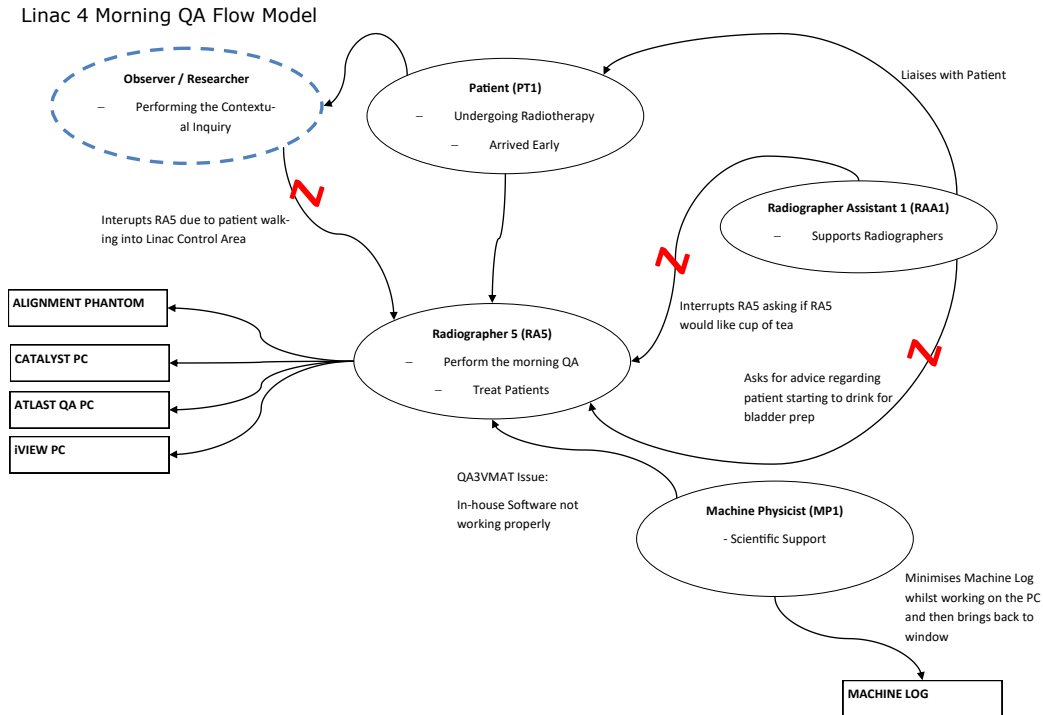 Linac 4 Morning QA Flow Model
Observer / Researcher
– Performing the Contextu-
al Inquiry
Patient (PT1)
– Undergoing Radiotherapy
– Arrived Early
Liaises with Patient
Radiographer Assistant 1 (RAA1)
– Supports Radiographers
Interupts RA5 due to patient walk-
ing into Linac Control Area
ALIGNMENT PHANTOM
CATALYST PC
ATLAST QA PC
iVIEW PC
Radiographer 5 (RA5)
– Perform the morning QA
– Treat Patients
Interrupts RA5 asking if RA5
would like cup of tea
Asks for advice regarding
patient starting to drink for
bladder prep
QA3VMAT Issue:
In-house Software not
working properly
Machine Physicist (MP1)
- Scientific Support
Minimises Machine Log
whilst working on the PC
and then brings back to
window
MACHINE LOG